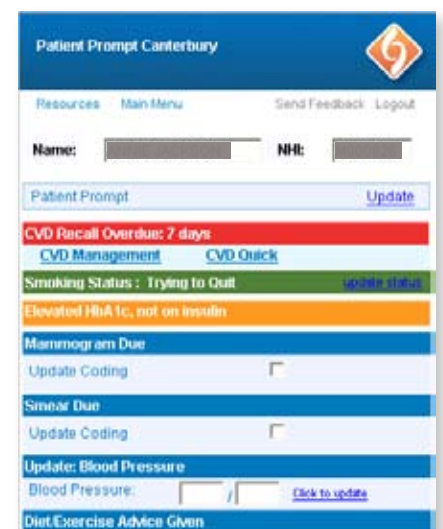 Patient Prompt Canterbury
Resources Main Menu Send Feedback Logout
Name: NHI:
Patient Prompt Update
CVD Recall Overdue: 7 days
CVD Management CVD Quick
Smoking Status : Trying to Quit update status
Elevated HbA1c, not on insulin
Mammogram Due
Update Coding
Smear Due
Update Coding
Update: Blood Pressure
Blood Pressure: / Click to update
Diet/Exercise Advice Given